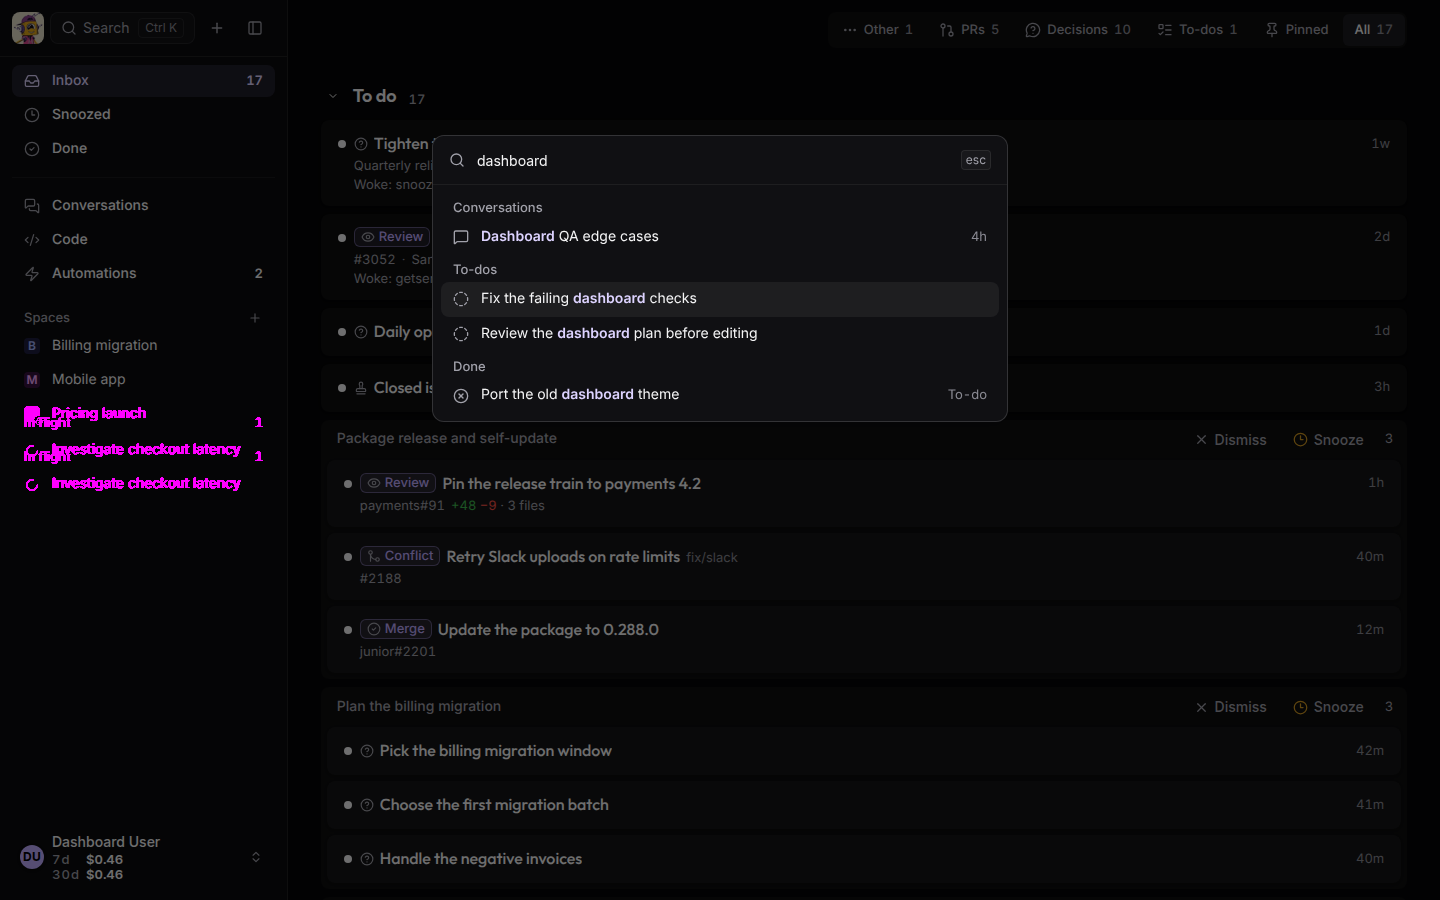 Search Ctrl K
Inbox 17
Snoozed
Done
Conversations
Code
Automations 2
Spaces
B Billing migration
M Mobile app
Pricing launch
In flight 1
Investigate checkout latency
In flight 1
Investigate checkout latency
DU Dashboard User
7d $0.46
30d $0.46
Other 1 PRs 5 Decisions 10 To-dos 1 Pinned All 17
To do 17
Tighten 1w
Quarterly reli
Woke: snooz
dashboard esc
Conversations
Dashboard QA edge cases 4h
To-dos
Fix the failing dashboard checks
Review the dashboard plan before editing
Done
Port the old dashboard theme To-do
Review 2d
#3052 · Sar
Woke: getser
Daily op 1d
Closed is 3h
Package release and self-update Dismiss Snooze 3
Review Pin the release train to payments 4.2 1h
payments#91 +48 −9 · 3 files
Conflict Retry Slack uploads on rate limits fix/slack 40m
#2188
Merge Update the package to 0.288.0 12m
junior#2201
Plan the billing migration Dismiss Snooze 3
Pick the billing migration window 42m
Choose the first migration batch 41m
Handle the negative invoices 40m